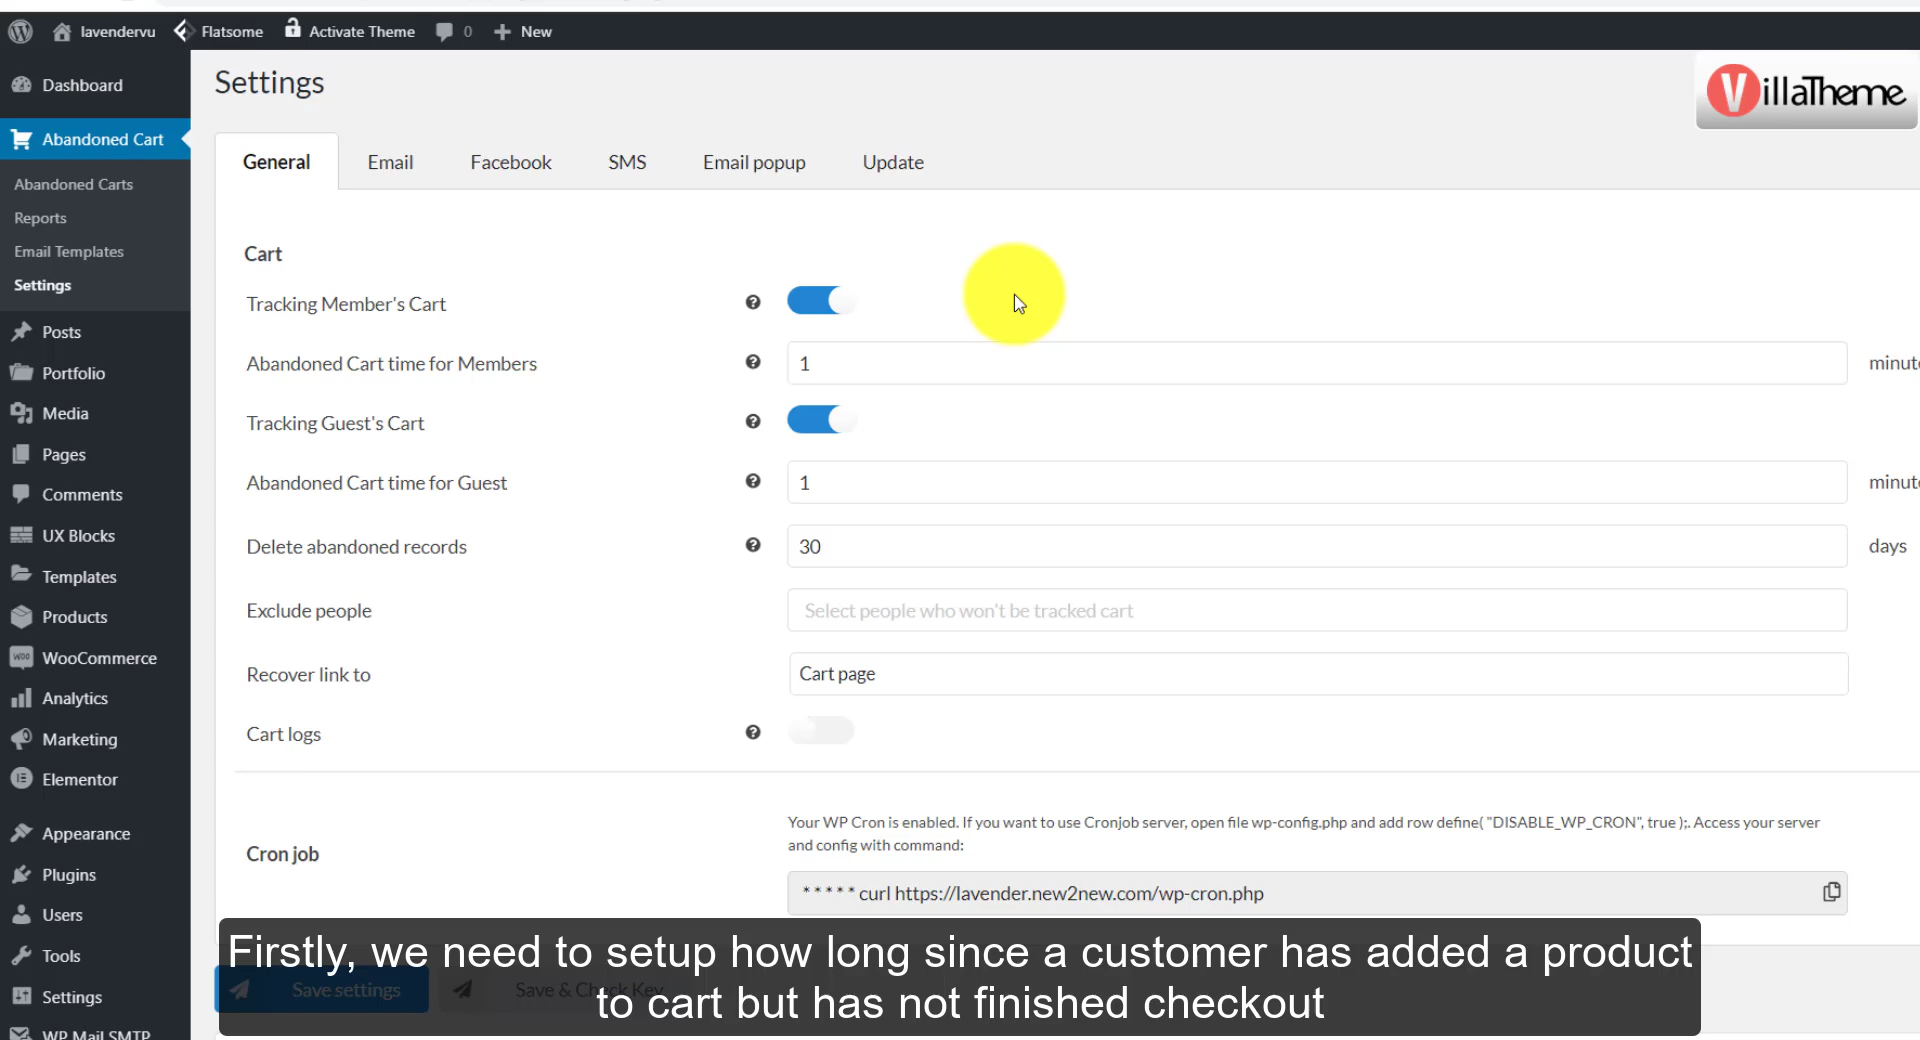 lavendervu Flatsome Activate Theme 0 New
Dashboard
Abandoned Cart
Abandoned Carts
Reports
Email Templates
Settings
Posts
Portfolio
Media
Pages
Comments
UX Blocks
Templates
Products
WooCommerce
Analytics
Marketing
Elementor
Appearance
Plugins
Users
Tools
Settings
WP Mail SMTP
Settings
VillaTheme
General Email Facebook SMS Email popup Update
Cart
Tracking Member's Cart
Abandoned Cart time for Members 1
Tracking Guest's Cart
Abandoned Cart time for Guest 1
Delete abandoned records 30 days
Exclude people Select people who won't be tracked cart
Recover link to Cart page
Cart logs
Cron job
Your WP Cron is enabled. If you want to use Cronjob server, open file wp-config.php and add row define( "DISABLE_WP_CRON", true );. Access your server
and config with command:
* * * * * curl https://lavender.new2new.com/wp-cron.php
Save settings Save & Check Key
Firstly, we need to setup how long since a customer has added a product
to cart but has not finished checkout